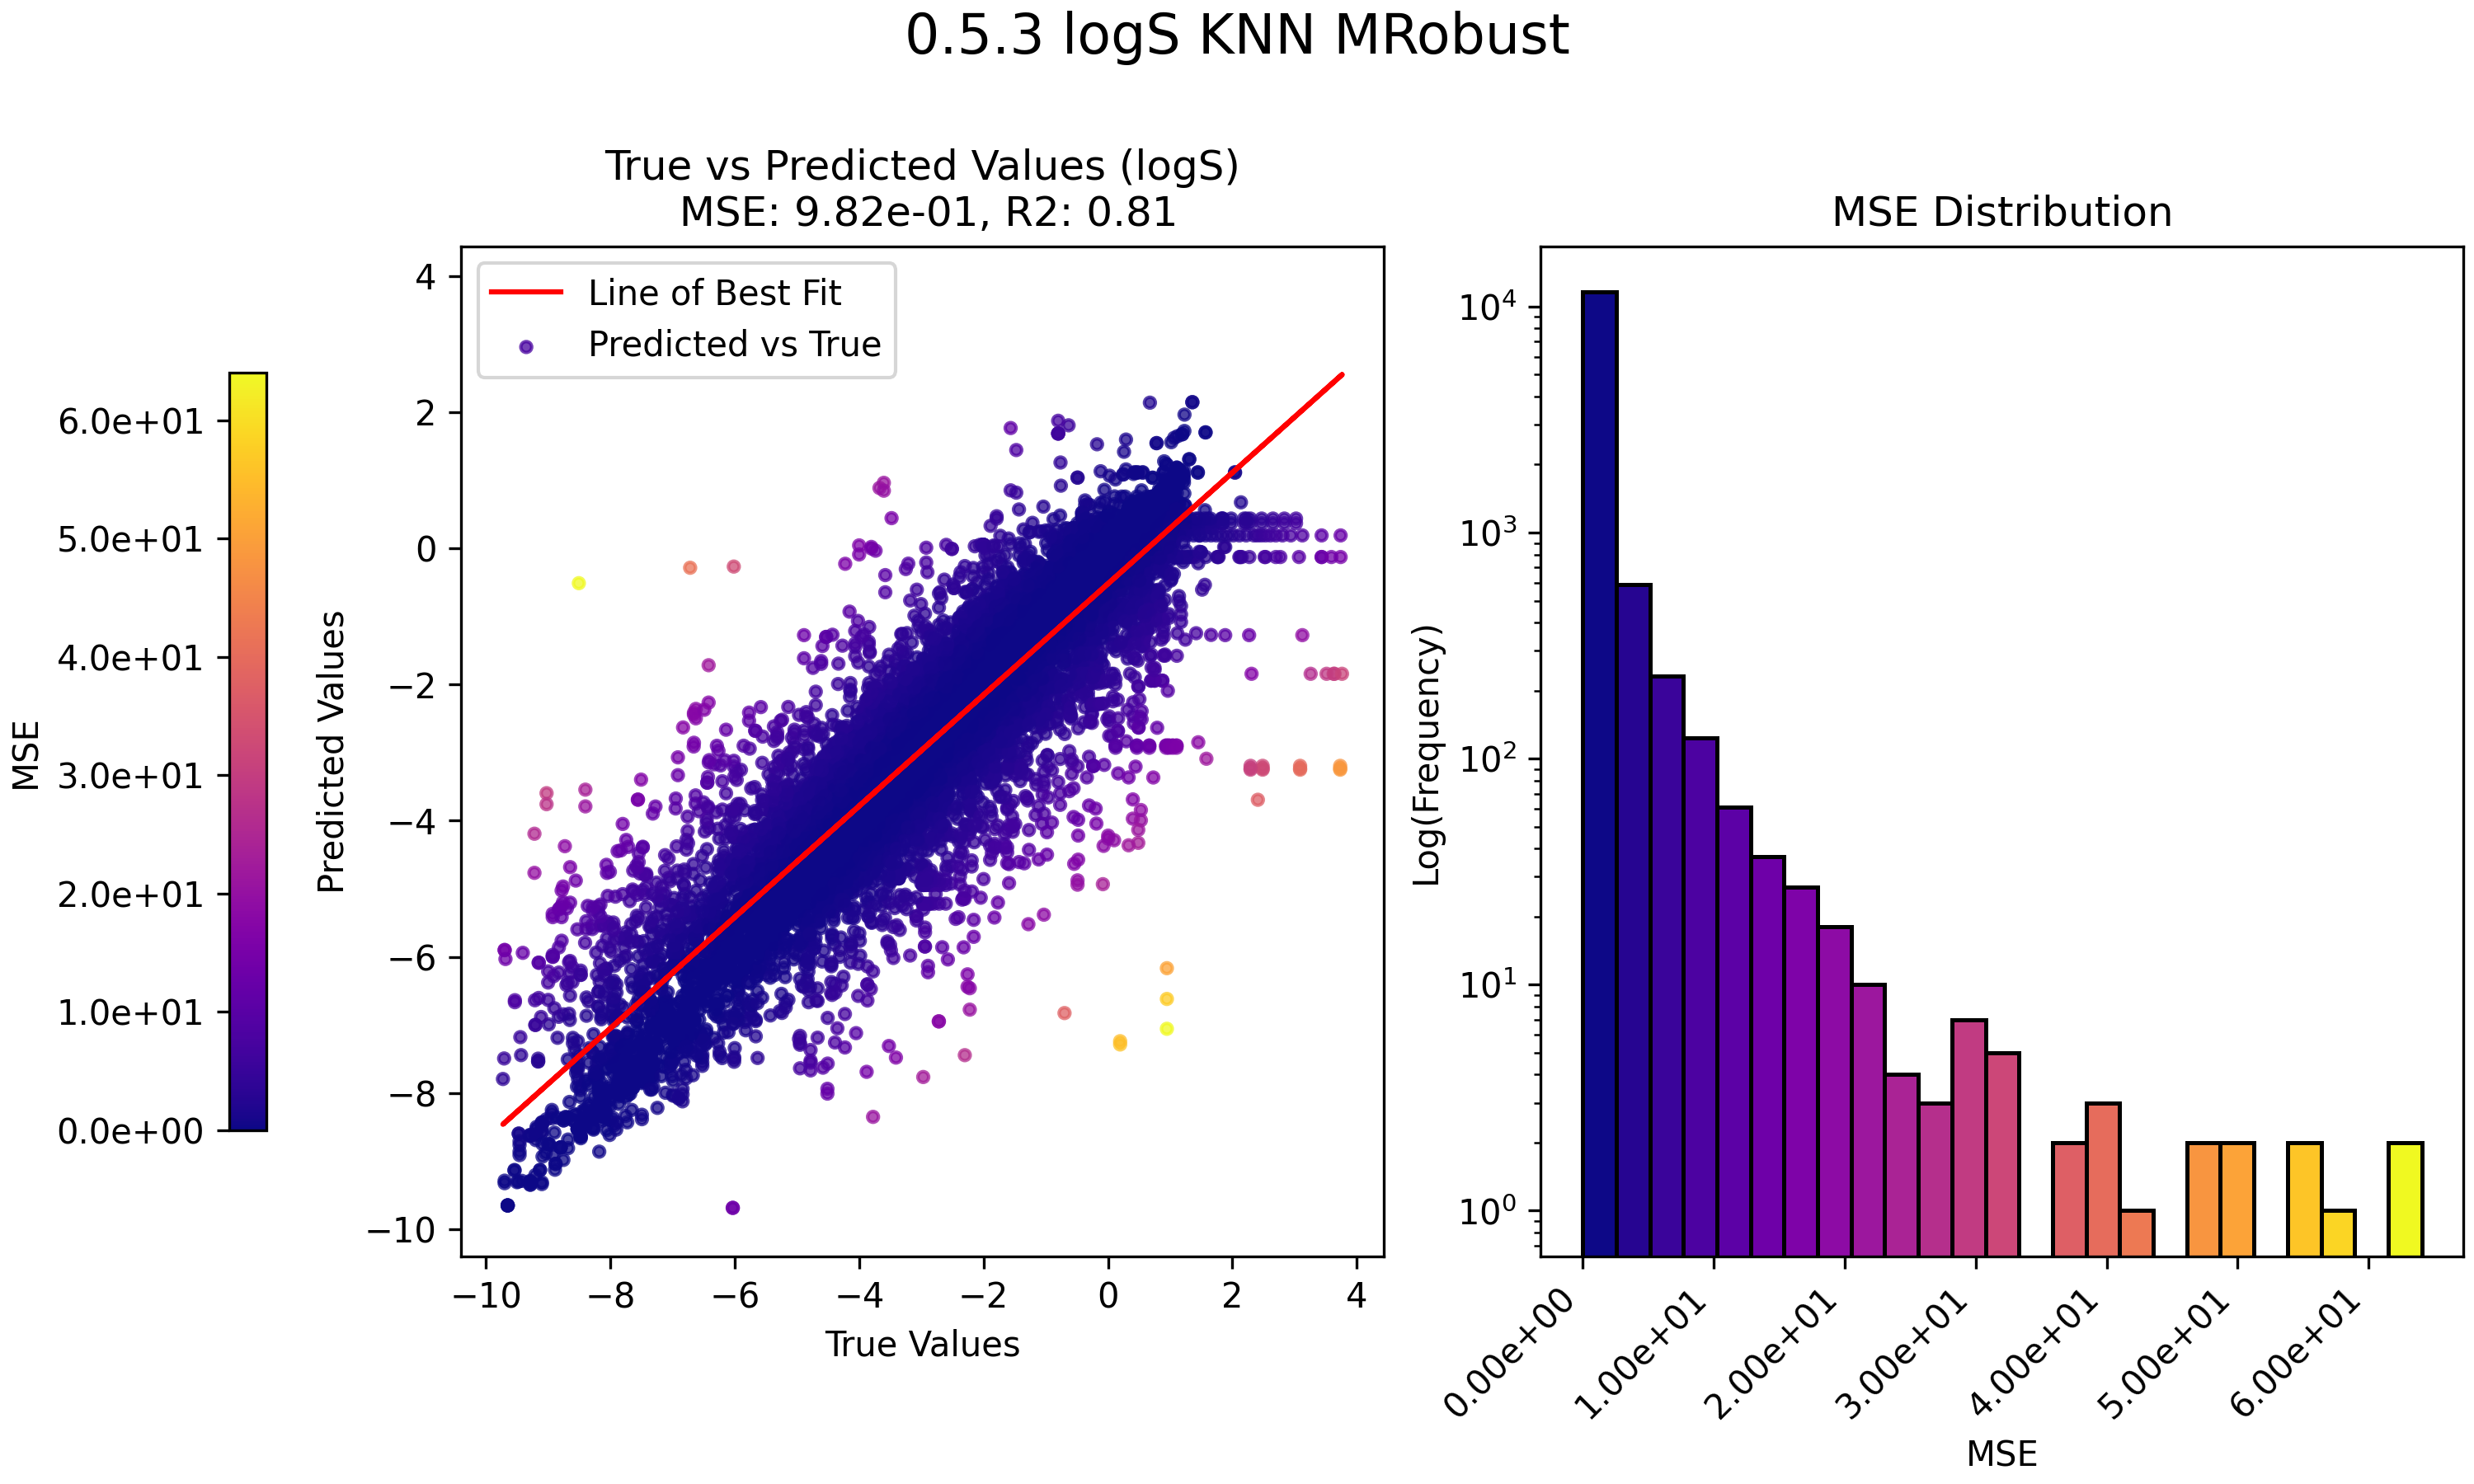 0.5.3 logS KNN MRobust
True vs Predicted Values (logS)
MSE: 9.82e-01, R2: 0.81
MSE Distribution
MSE
6.0e+01
5.0e+01
4.0e+01
3.0e+01
2.0e+01
1.0e+01
0.0e+00
Predicted Values
4
2
0
−2
−4
−6
−8
−10
Line of Best Fit
Predicted vs True
−10
−8
−6
−4
−2
0
2
4
True Values
Log(Frequency)
10⁴
10³
10²
10¹
10⁰
0.00e+00
1.00e+01
2.00e+01
3.00e+01
4.00e+01
5.00e+01
6.00e+01
MSE